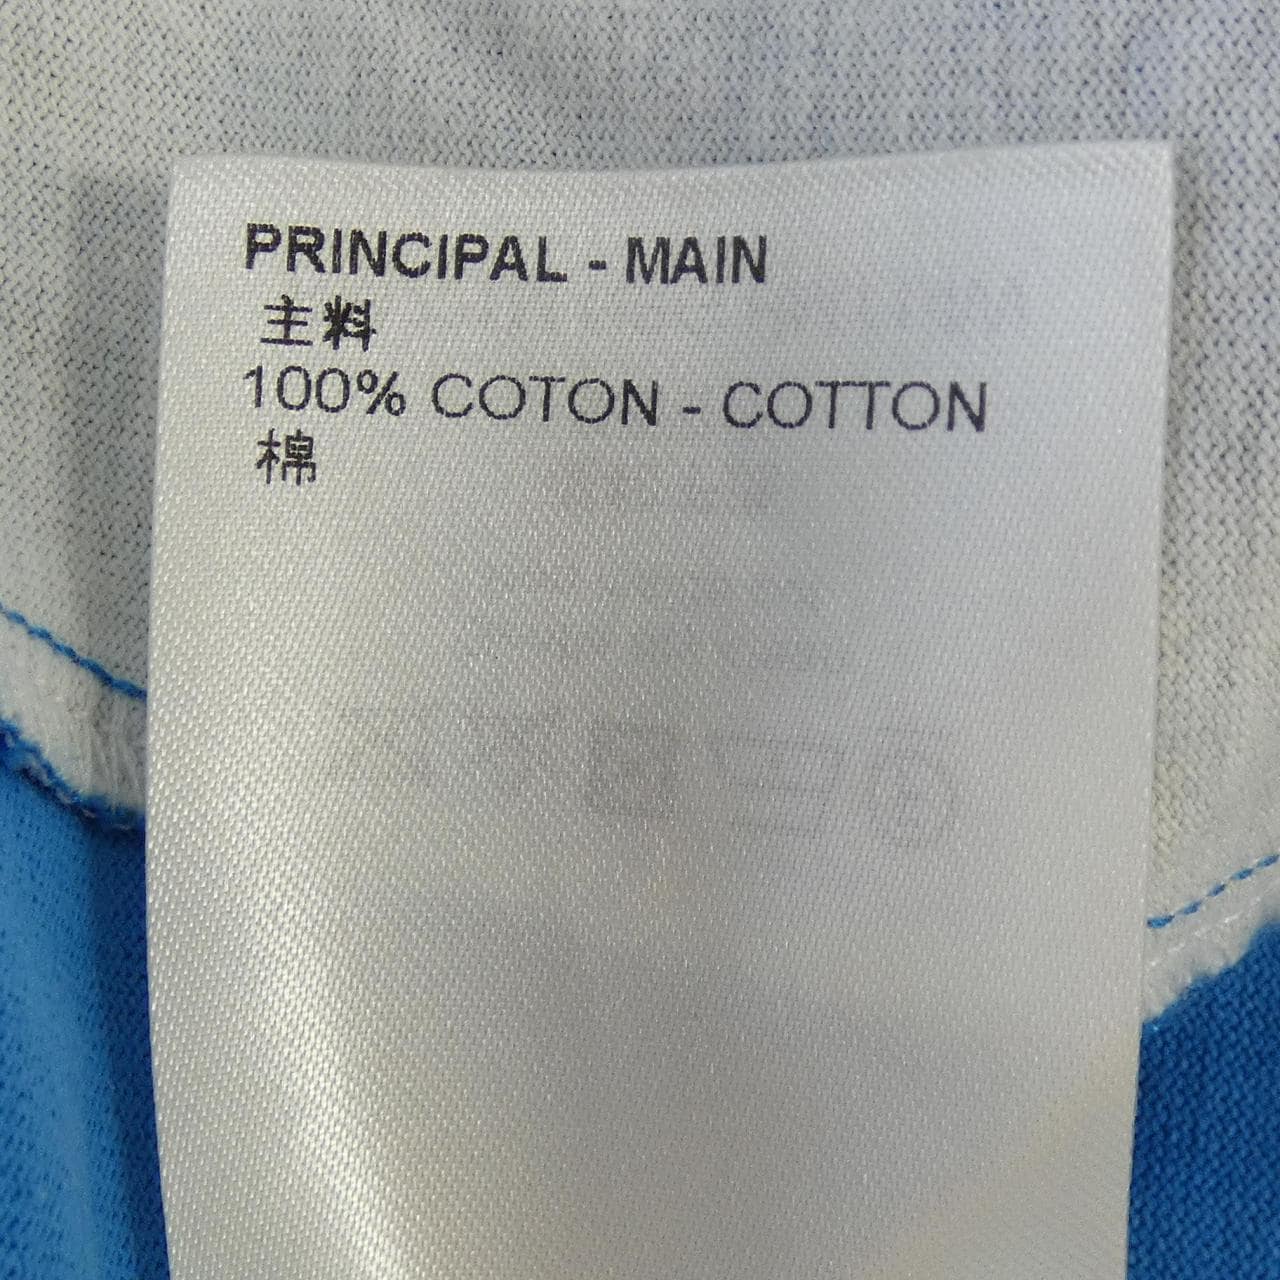 PRINCIPAL - MAIN
主料
100% COTON - COTTON
棉